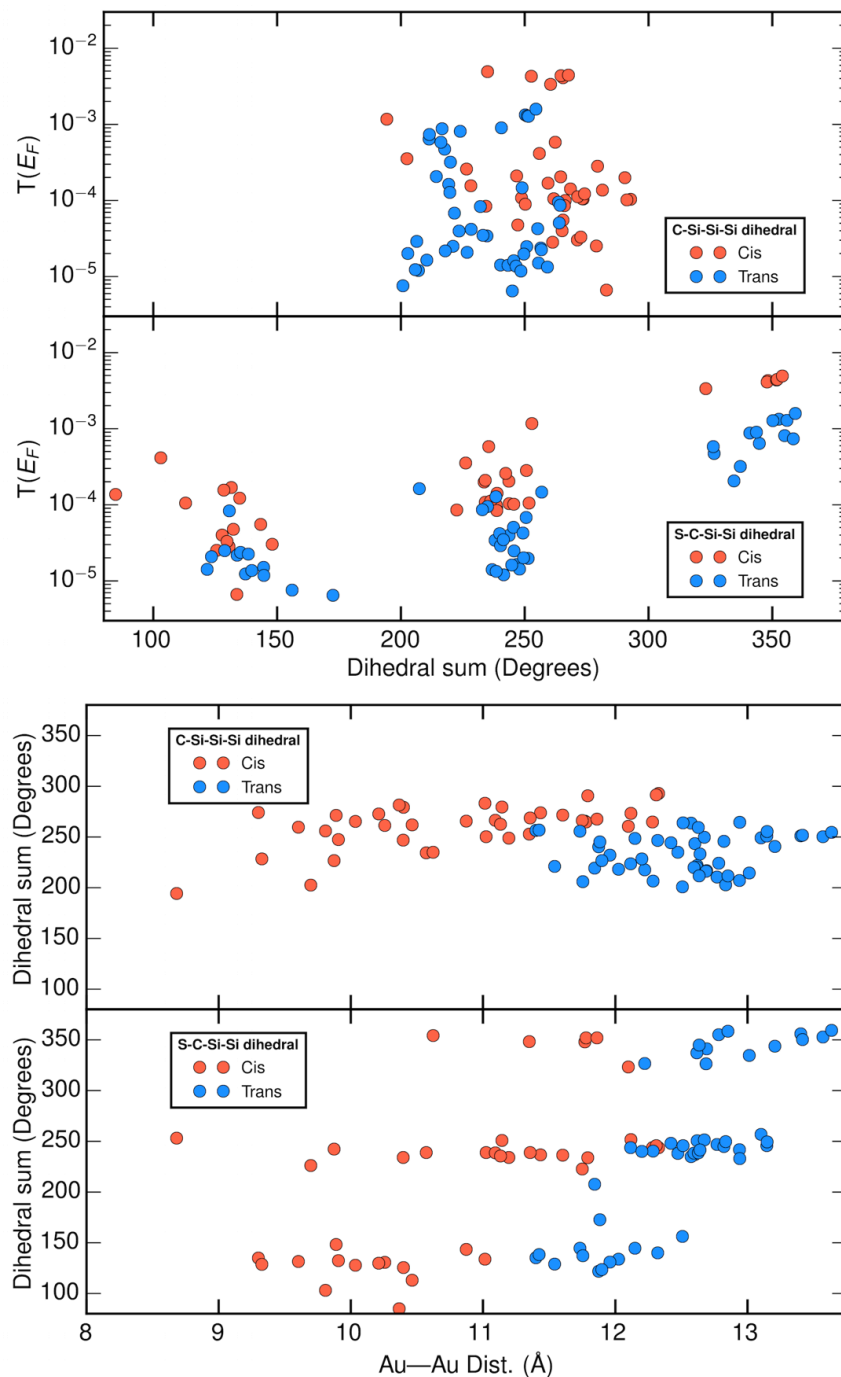 10⁻²
10⁻³
10⁻⁴
10⁻⁵
T(E_F)
C-Si-Si-Si dihedral
Cis
Trans
10⁻²
10⁻³
10⁻⁴
10⁻⁵
T(E_F)
S-C-Si-Si dihedral
Cis
Trans
100 150 200 250 300 350
Dihedral sum (Degrees)
350
300
250
200
150
100
Dihedral sum (Degrees)
C-Si-Si-Si dihedral
Cis
Trans
350
300
250
200
150
100
Dihedral sum (Degrees)
S-C-Si-Si dihedral
Cis
Trans
8 9 10 11 12 13
Au—Au Dist. (Å)